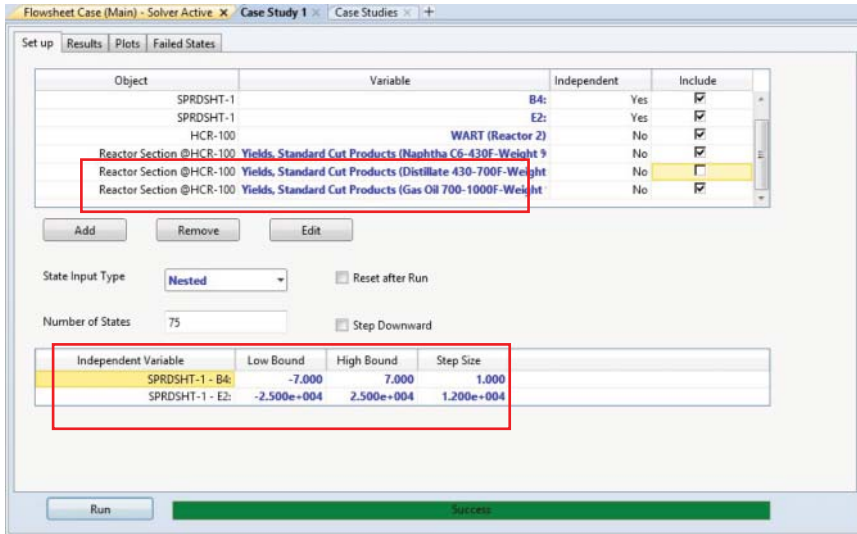 Flowsheet Case (Main) - Solver Active Case Study 1 Case Studies +
Set up Results Plots Failed States
Object Variable Independent Include
SPRDSHT-1 B4: Yes
SPRDSHT-1 E2: Yes
HCR-100 WART (Reactor 2) No
Reactor Section @HCR-100 Yields, Standard Cut Products (Naphtha C6-430F-Weight 9 No
Reactor Section @HCR-100 Yields, Standard Cut Products (Distillate 430-700F-Weight No
Reactor Section @HCR-100 Yields, Standard Cut Products (Gas Oil 700-1000F-Weight No
Add Remove Edit
State Input Type Nested Reset after Run
Number of States 75 Step Downward
Independent Variable Low Bound High Bound Step Size
SPRDSHT-1 - B4: -7.000 7.000 1.000
SPRDSHT-1 - E2: -2.500e+004 2.500e+004 1.200e+004
Run Success